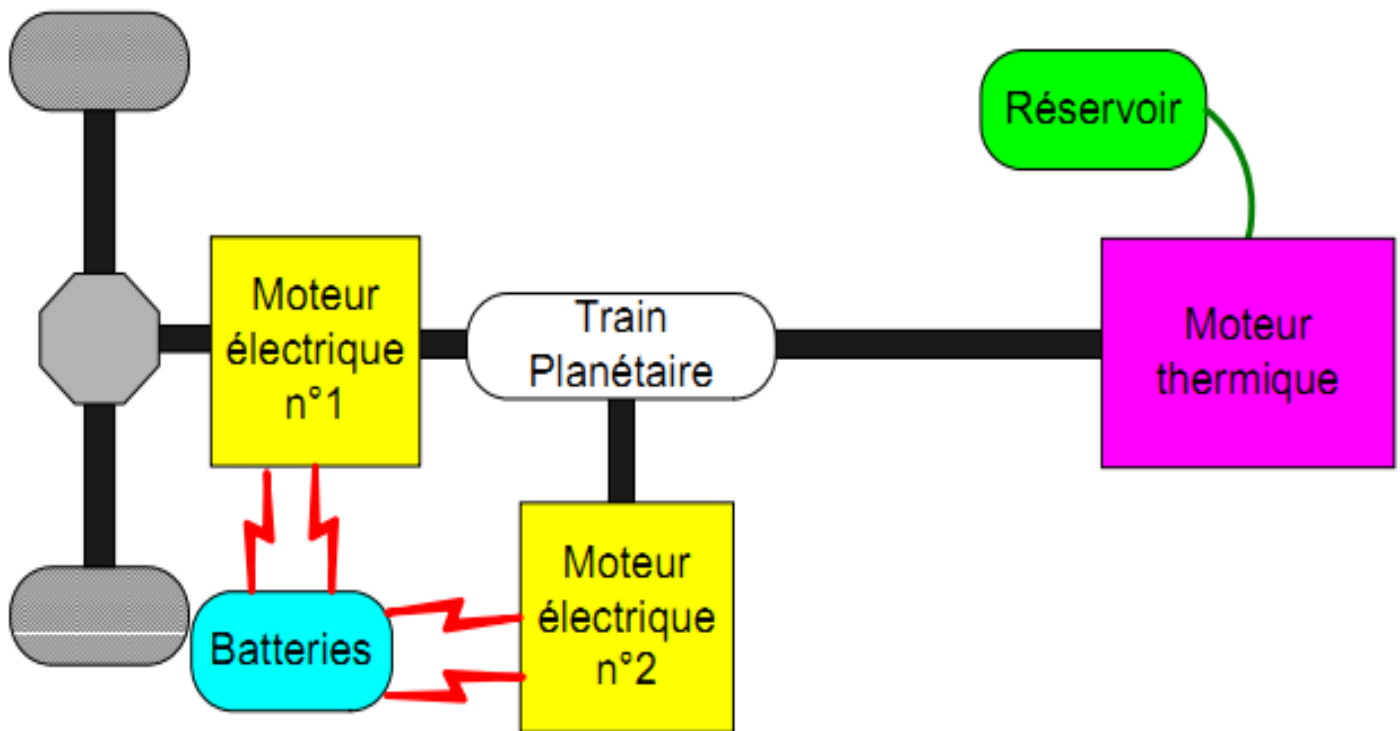 Réservoir
Moteur
électrique
n°1
Train
Planétaire
Moteur
thermique
Batteries
Moteur
électrique
n°2